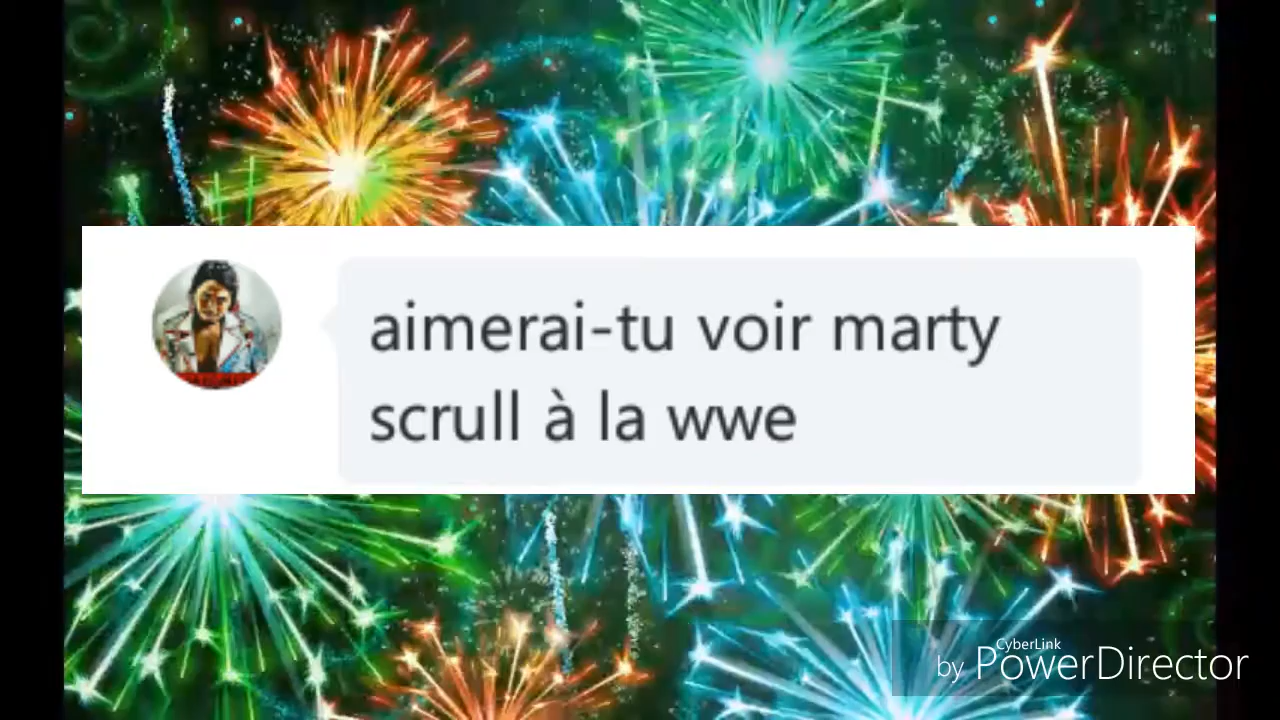 aimerai-tu voir marty
scrull à la wwe
CyberLink
by PowerDirector